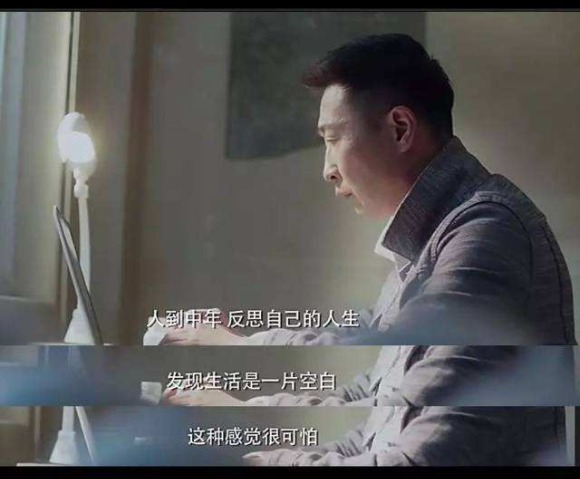 人到中年 反思自己的人生
发现生活是一片空白
这种感觉很可怕